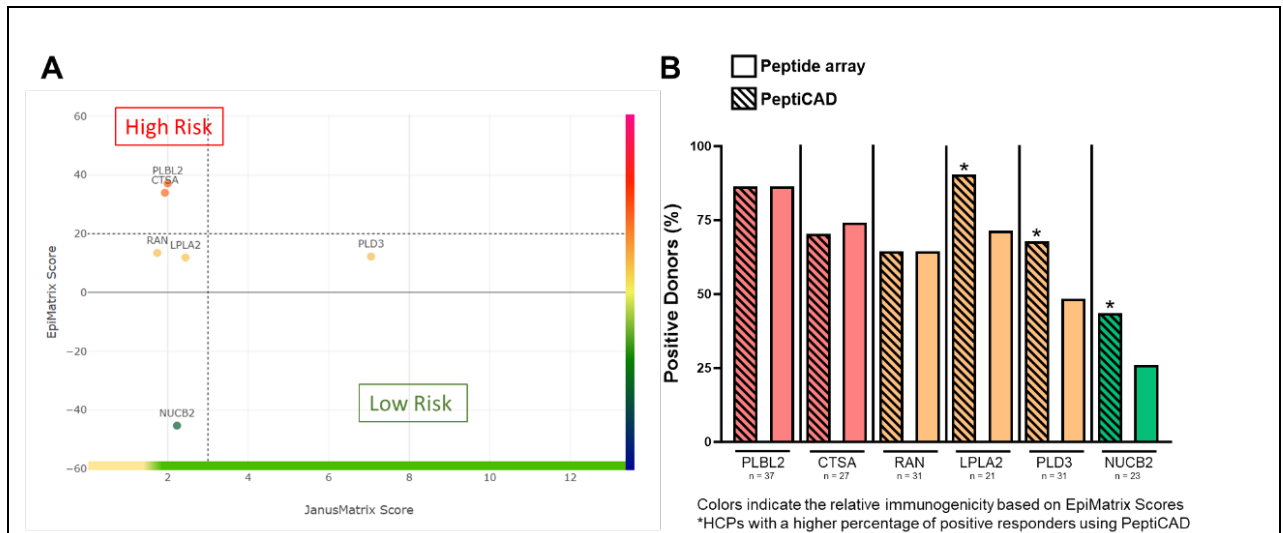 A
60
High Risk
40
PLBL2
CTSA
20
RAN
LPLA2
PLD3
EpiMatrix Score
0
−20
−40
NUCB2
Low Risk
−60
2
4
6
8
10
12
JanusMatrix Score
B
Peptide array
PeptiCAD
100
75
50
25
0
Positive Donors (%)
*
*
*
PLBL2 CTSA RAN LPLA2 PLD3 NUCB2
n = 37 n = 27 n = 31 n = 21 n = 31 n = 23
Colors indicate the relative immunogenicity based on EpiMatrix Scores
*HCPs with a higher percentage of positive responders using PeptiCAD